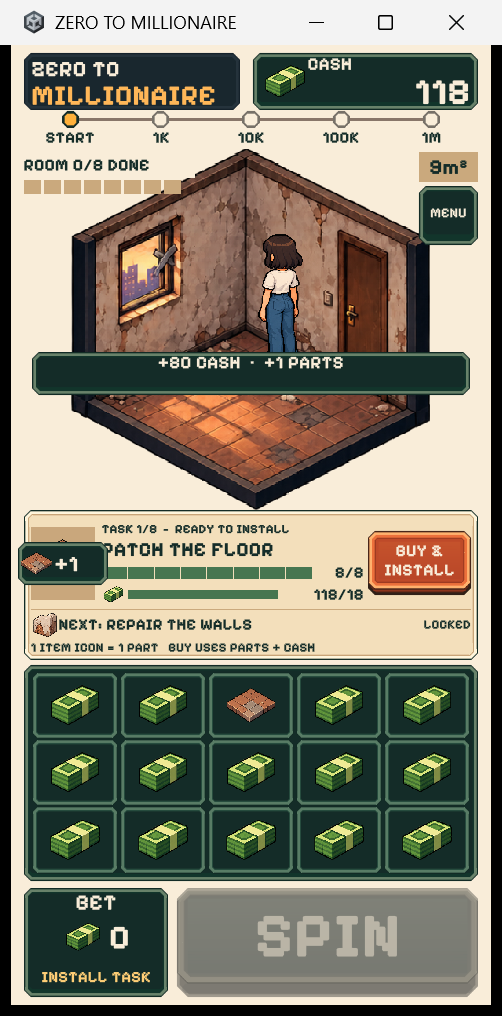 ZERO TO MILLIONAIRE
ZERO TO
MILLIONAIRE
CASH
118
START
1K
10K
100K
1M
ROOM 0/8 DONE
9m²
MENU
+80 CASH · +1 PARTS
TASK 1/8 - READY TO INSTALL
PATCH THE FLOOR
BUY &
INSTALL
+1
8/8
118/18
NEXT: REPAIR THE WALLS
LOCKED
1 ITEM ICON = 1 PART BUY USES PARTS + CASH
BET
0
INSTALL TASK
SPIN